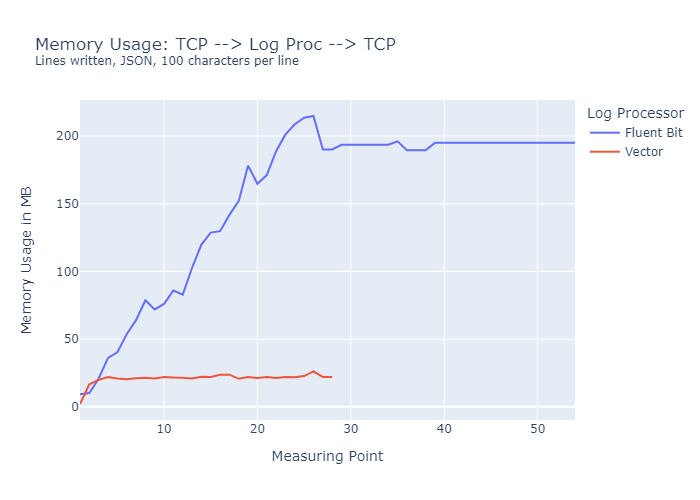 Memory Usage: TCP --> Log Proc --> TCP
Lines written, JSON, 100 characters per line
Log Processor
Fluent Bit
Vector
Memory Usage in MB
200
150
100
50
0
10 20 30 40 50
Measuring Point